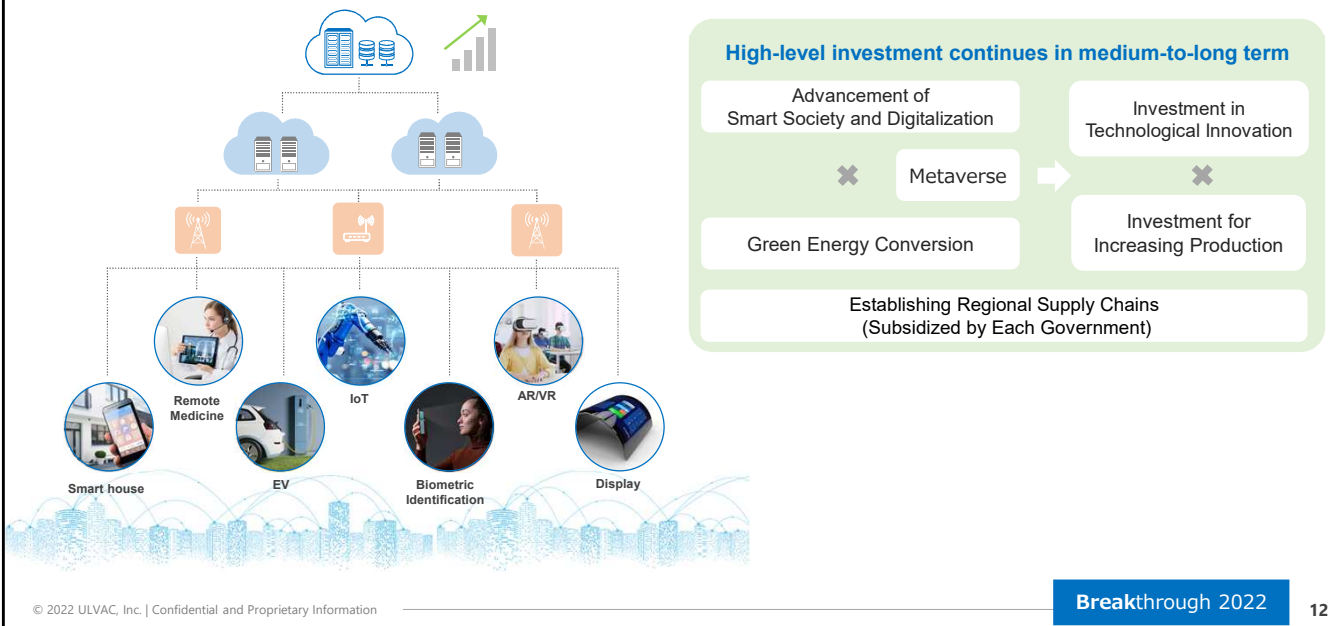 High-level investment continues in medium-to-long term
Advancement of
Smart Society and Digitalization
Metaverse
Green Energy Conversion
Investment in
Technological Innovation
Investment for
Increasing Production
Establishing Regional Supply Chains
(Subsidized by Each Government)
Remote
Medicine
IoT
AR/VR
Smart house
EV
Biometric
Identification
Display
© 2022 ULVAC, Inc. | Confidential and Proprietary Information
Breakthrough 2022
12